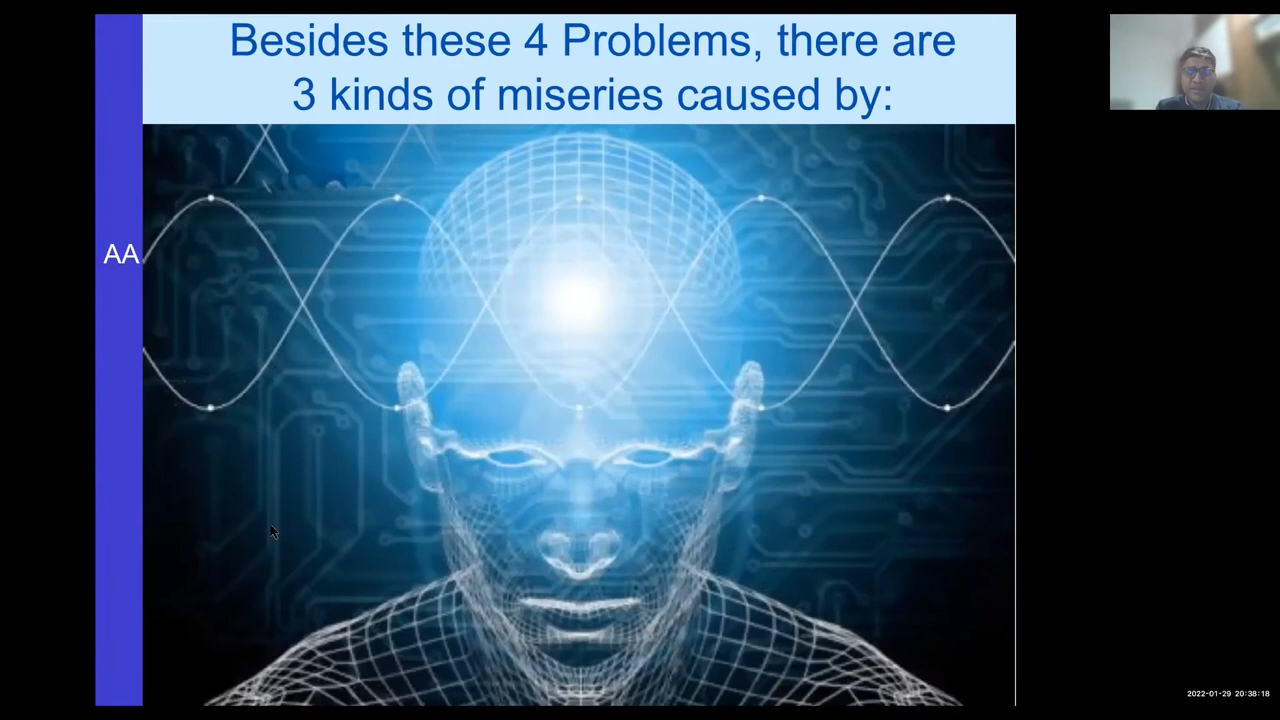 Besides these 4 Problems, there are
3 kinds of miseries caused by:
AA
2022-01-29 20:38:18